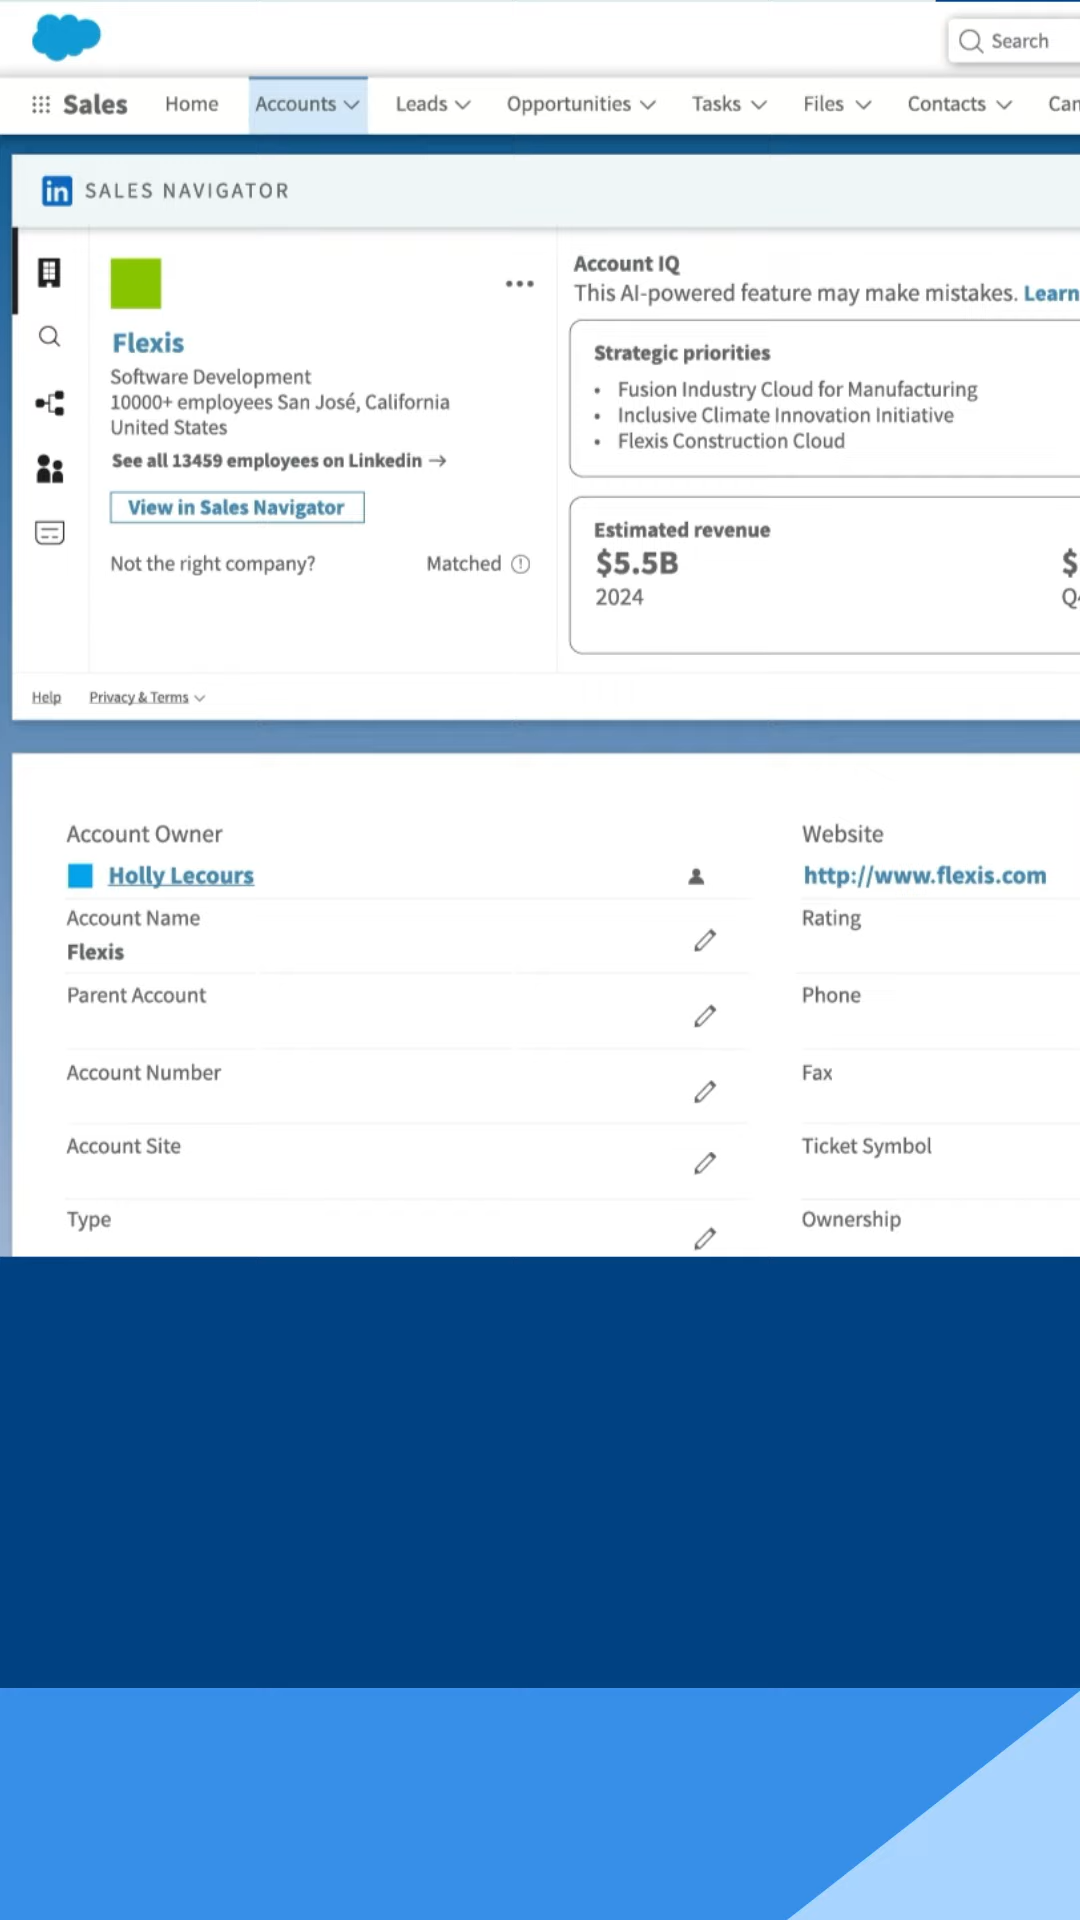 Search
Sales Home Accounts Leads Opportunities Tasks Files Contacts
in SALES NAVIGATOR
Flexis
Software Development
10000+ employees San José, California
United States
See all 13459 employees on Linkedin →
View in Sales Navigator
Not the right company? Matched
Account IQ
This AI-powered feature may make mistakes. Learn
Strategic priorities
• Fusion Industry Cloud for Manufacturing
• Inclusive Climate Innovation Initiative
• Flexis Construction Cloud
Estimated revenue
$5.5B
$
2024
Help Privacy & Terms
Account Owner
Holly Lecours
Account Name
Flexis
Parent Account
Account Number
Account Site
Type
Website
http://www.flexis.com
Rating
Phone
Fax
Ticket Symbol
Ownership